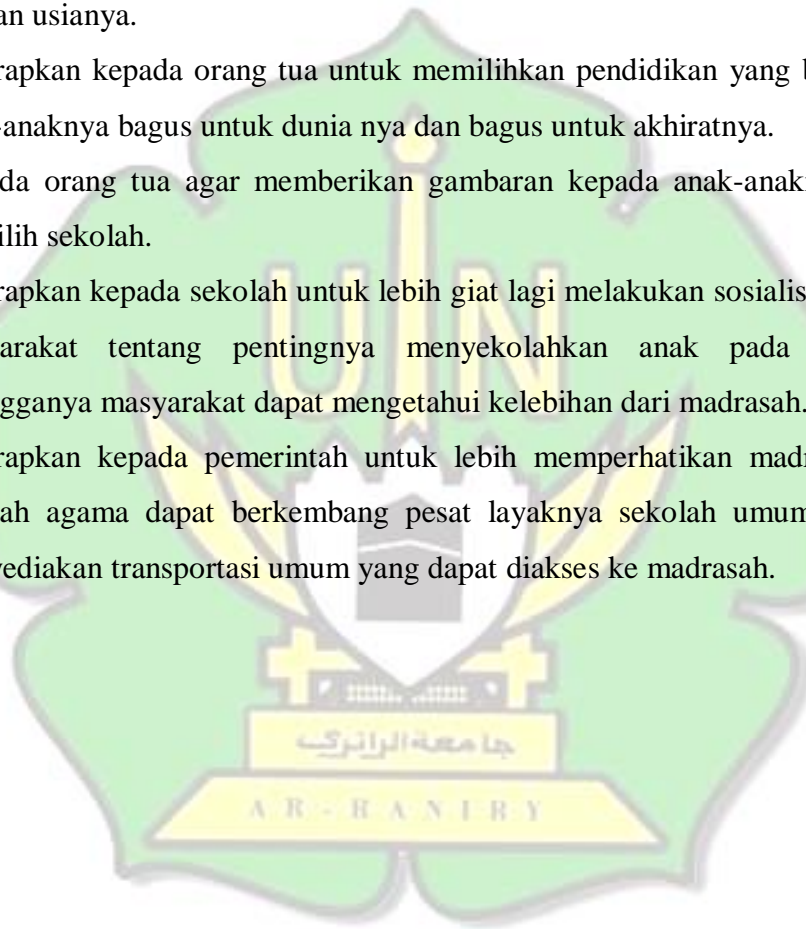 an usianya.
rapkan kepada orang tua untuk memilihkan pendidikan yang b
-anaknya bagus untuk dunia nya dan bagus untuk akhiratnya.
da orang tua agar memberikan gambaran kepada anak-anak
ilih sekolah.
rapkan kepada sekolah untuk lebih giat lagi melakukan sosialis
arakat tentang pentingnya menyekolahkan anak pada
ngganya masyarakat dapat mengetahui kelebihan dari madrasah.
rapkan kepada pemerintah untuk lebih memperhatikan madr
ah agama dapat berkembang pesat layaknya sekolah umum
yediakan transportasi umum yang dapat diakses ke madrasah.
UIN
جامعة الرانري
AR-RANIRY